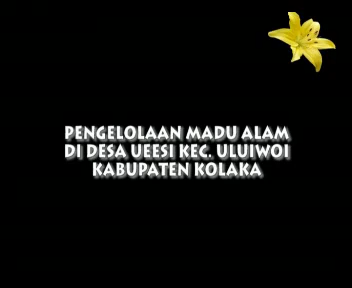 PENGELOLAAN MADU ALAM
DI DESA UEESI KEC. ULUIWOI
KABUPATEN KOLAKA